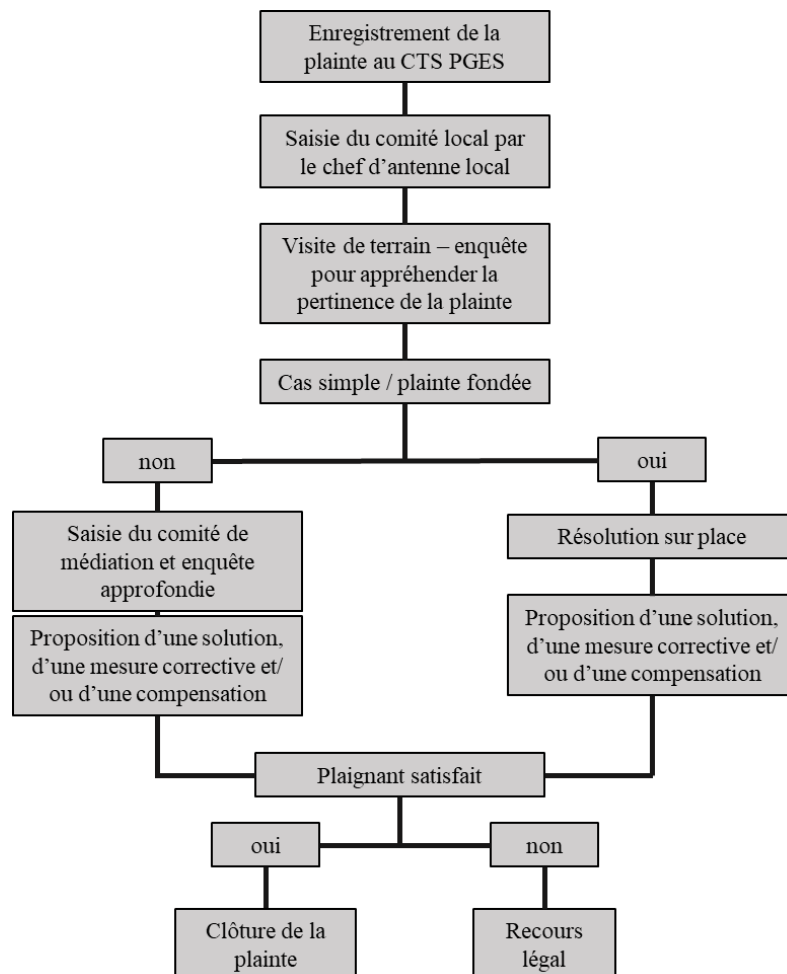 Enregistrement de la
plainte au CTS PGES
Saisie du comité local par
le chef d’antenne local
Visite de terrain – enquête
pour appréhender la
pertinence de la plainte
Cas simple / plainte fondée
non
oui
Saisie du comité de
médiation et enquête
approfondie
Résolution sur place
Proposition d’une solution,
d’une mesure corrective et/
ou d’une compensation
Proposition d’une solution,
d’une mesure corrective et/
ou d’une compensation
Plaignant satisfait
oui
non
Clôture de la
plainte
Recours
légal